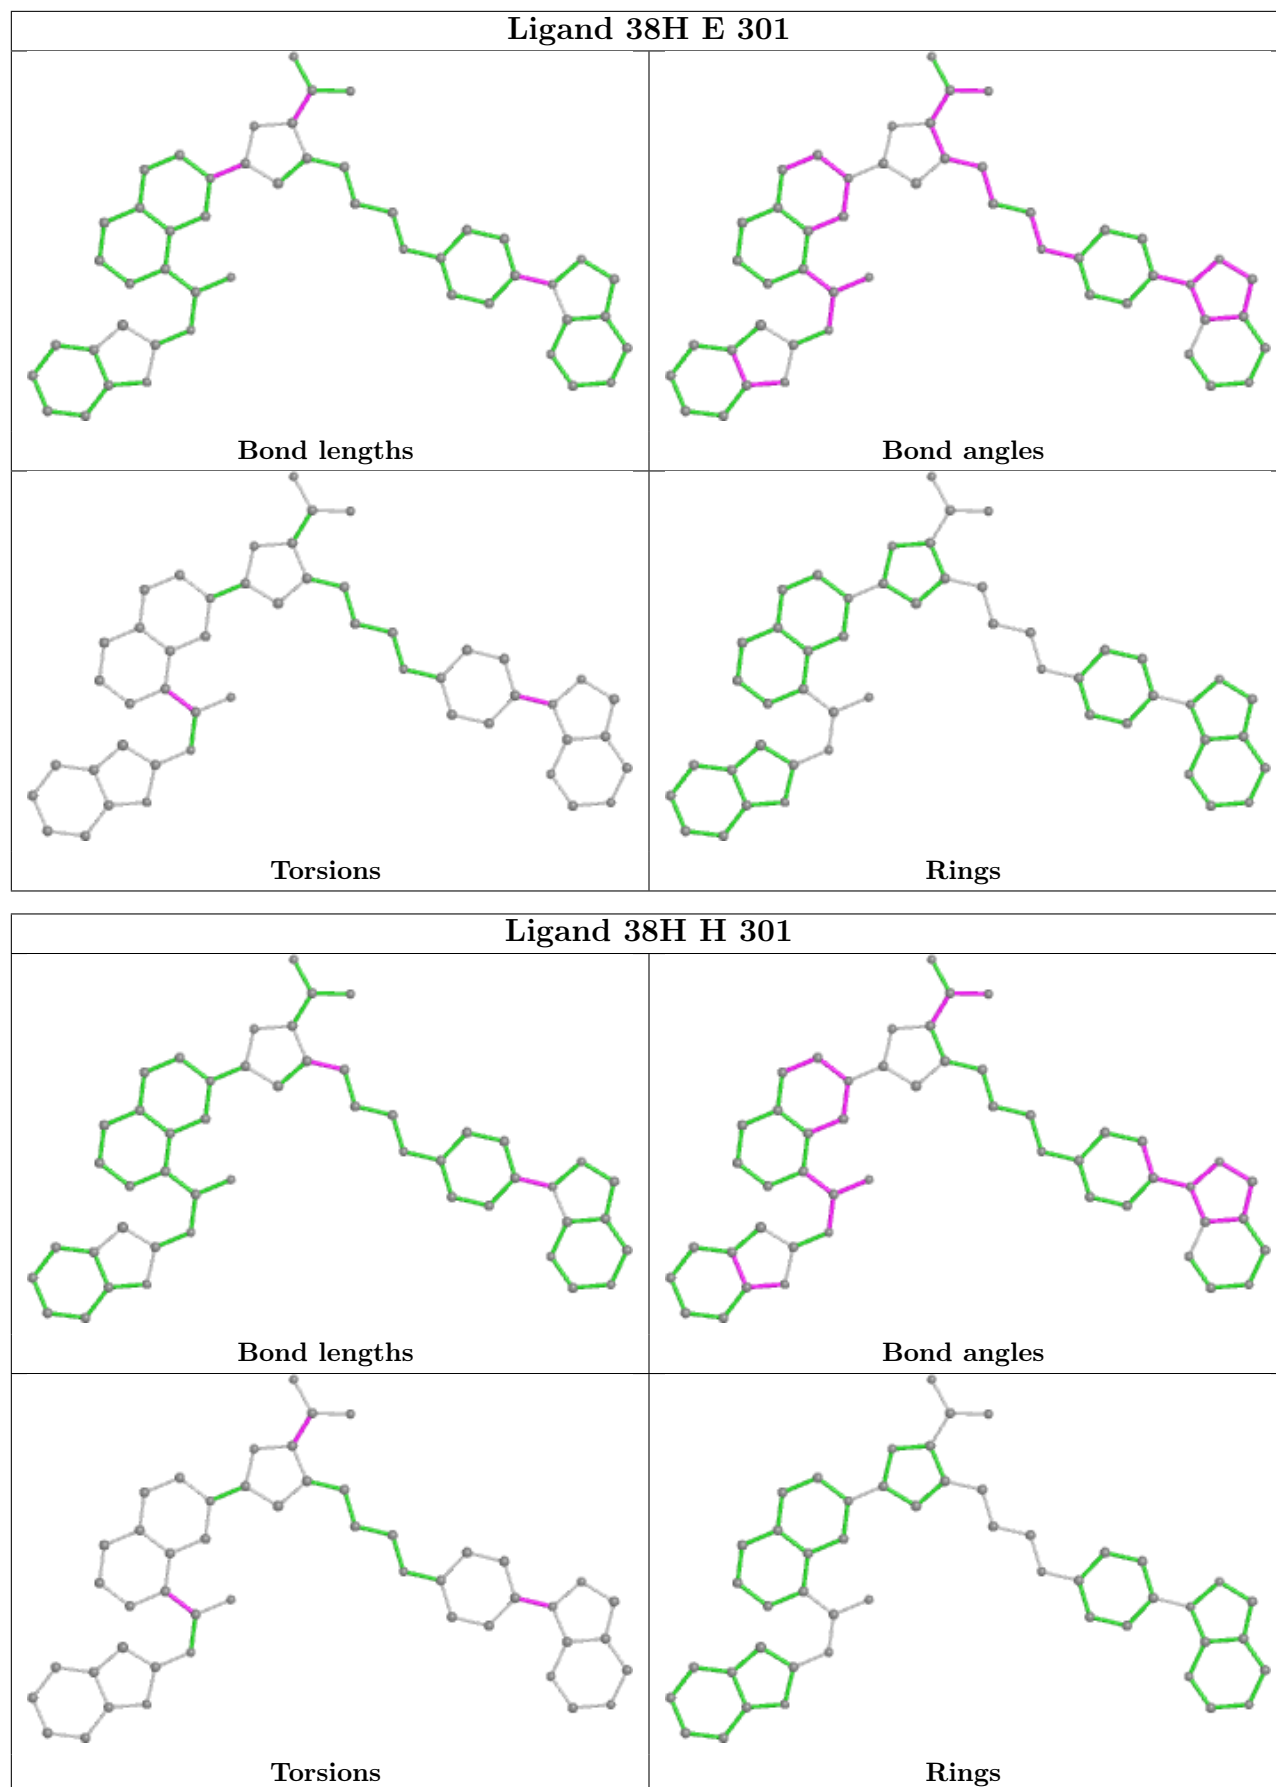 Ligand 38H E 301
Bond lengths
Bond angles
Torsions
Rings
Ligand 38H H 301
Bond lengths
Bond angles
Torsions
Rings